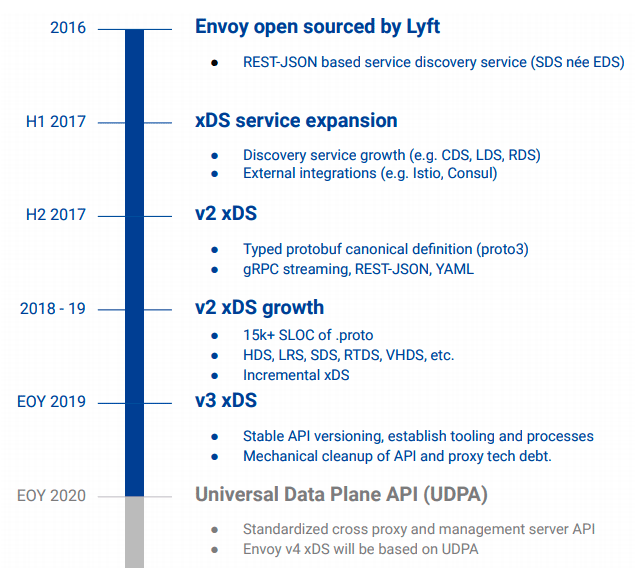 2016
Envoy open sourced by Lyft
● REST-JSON based service discovery service (SDS née EDS)
H1 2017
xDS service expansion
● Discovery service growth (e.g. CDS, LDS, RDS)
● External integrations (e.g. Istio, Consul)
H2 2017
v2 xDS
● Typed protobuf canonical definition (proto3)
● gRPC streaming, REST-JSON, YAML
2018 - 19
v2 xDS growth
● 15k+ SLOC of .proto
● HDS, LRS, SDS, RTDS, VHDS, etc.
● Incremental xDS
EOY 2019
v3 xDS
● Stable API versioning, establish tooling and processes
● Mechanical cleanup of API and proxy tech debt.
EOY 2020
Universal Data Plane API (UDPA)
● Standardized cross proxy and management server API
● Envoy v4 xDS will be based on UDPA